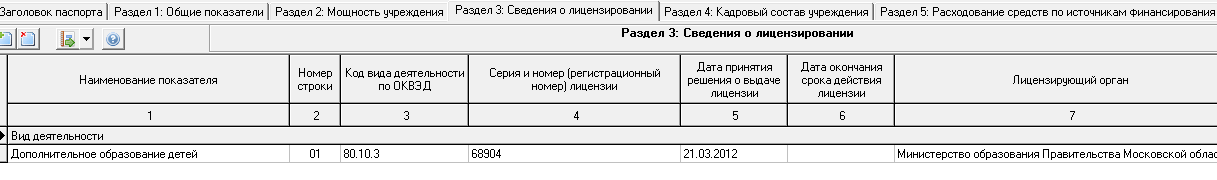 Заголовок паспорта Раздел 1: Общие показатели Раздел 2: Мощность учреждения Раздел 3: Сведения о лицензировании Раздел 4: Кадровый состав учреждения Раздел 5: Расходование средств по источникам финансирования
Раздел 3: Сведения о лицензировании
Наименование показателя
Номер
строки
Код вида деятельности
по ОКВЭД
Серия и номер (регистрационный
номер) лицензии
Дата принятия
решения о выдаче
лицензии
Дата окончания
срока действия
лицензии
Лицензирующий орган
1 2 3 4 5 6 7
Вид деятельности
Дополнительное образование детей 01 80.10.3 68904 21.03.2012 Министерство образования Правительства Московской облас